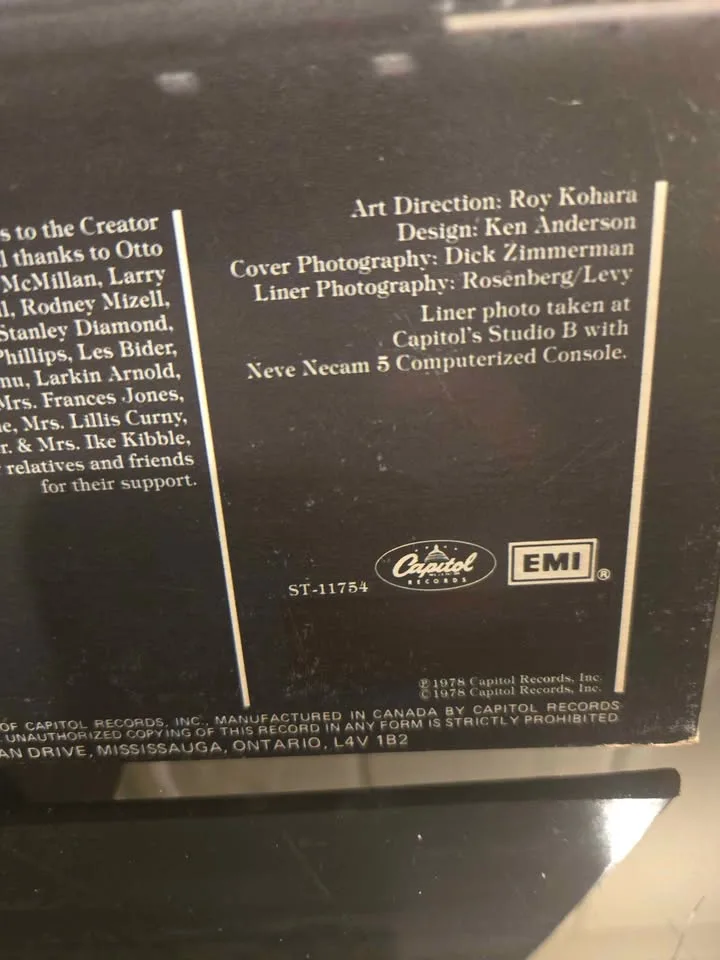 s to the Creator
l thanks to Otto
McMillan, Larry
ll, Rodney Mizell,
Stanley Diamond,
Phillips, Les Bider,
mu, Larkin Arnold,
Mrs. Frances Jones,
e, Mrs. Lillis Curny,
r. & Mrs. Ike Kibble,
relatives and friends
for their support.
Art Direction: Roy Kohara
Design: Ken Anderson
Cover Photography: Dick Zimmerman
Liner Photography: Rosenberg/Levy
Liner photo taken at
Capitol's Studio B with
Neve Necam 5 Computerized Console.
ST-11754
Capitol
RECORDS
EMI ®
℗ 1978 Capitol Records, Inc.
© 1978 Capitol Records, Inc.
OF CAPITOL RECORDS, INC., MANUFACTURED IN CANADA BY CAPITOL RECORDS
UNAUTHORIZED COPYING OF THIS RECORD IN ANY FORM IS STRICTLY PROHIBITED
AN DRIVE, MISSISSAUGA, ONTARIO, L4V 1B2